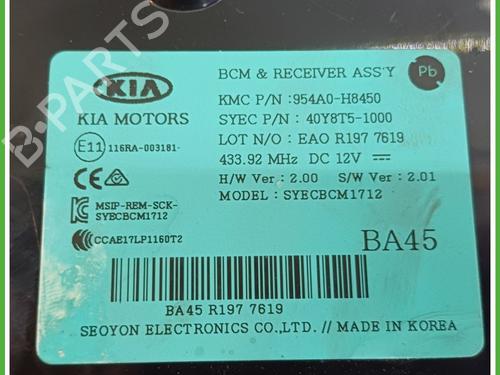 KIA
BCM & RECEIVER ASS'Y
Pb
KMC P/N : 954A0-H8450
KIA MOTORS
SYEC P/N : 40Y8T5-1000
LOT N/O : EAO R197 7619
E11 116RA-003181-
433.92 MHz DC 12V
H/W Ver : 2.00 S/W Ver : 2.01
CE
MODEL : SYECBCM1712
MSIP-REM-SCK-
SYECBCM1712
CCAE17LP1160T2
BA45
BA45 R197 7619
SEOYON ELECTRONICS CO.,LTD. // MADE IN KOREA